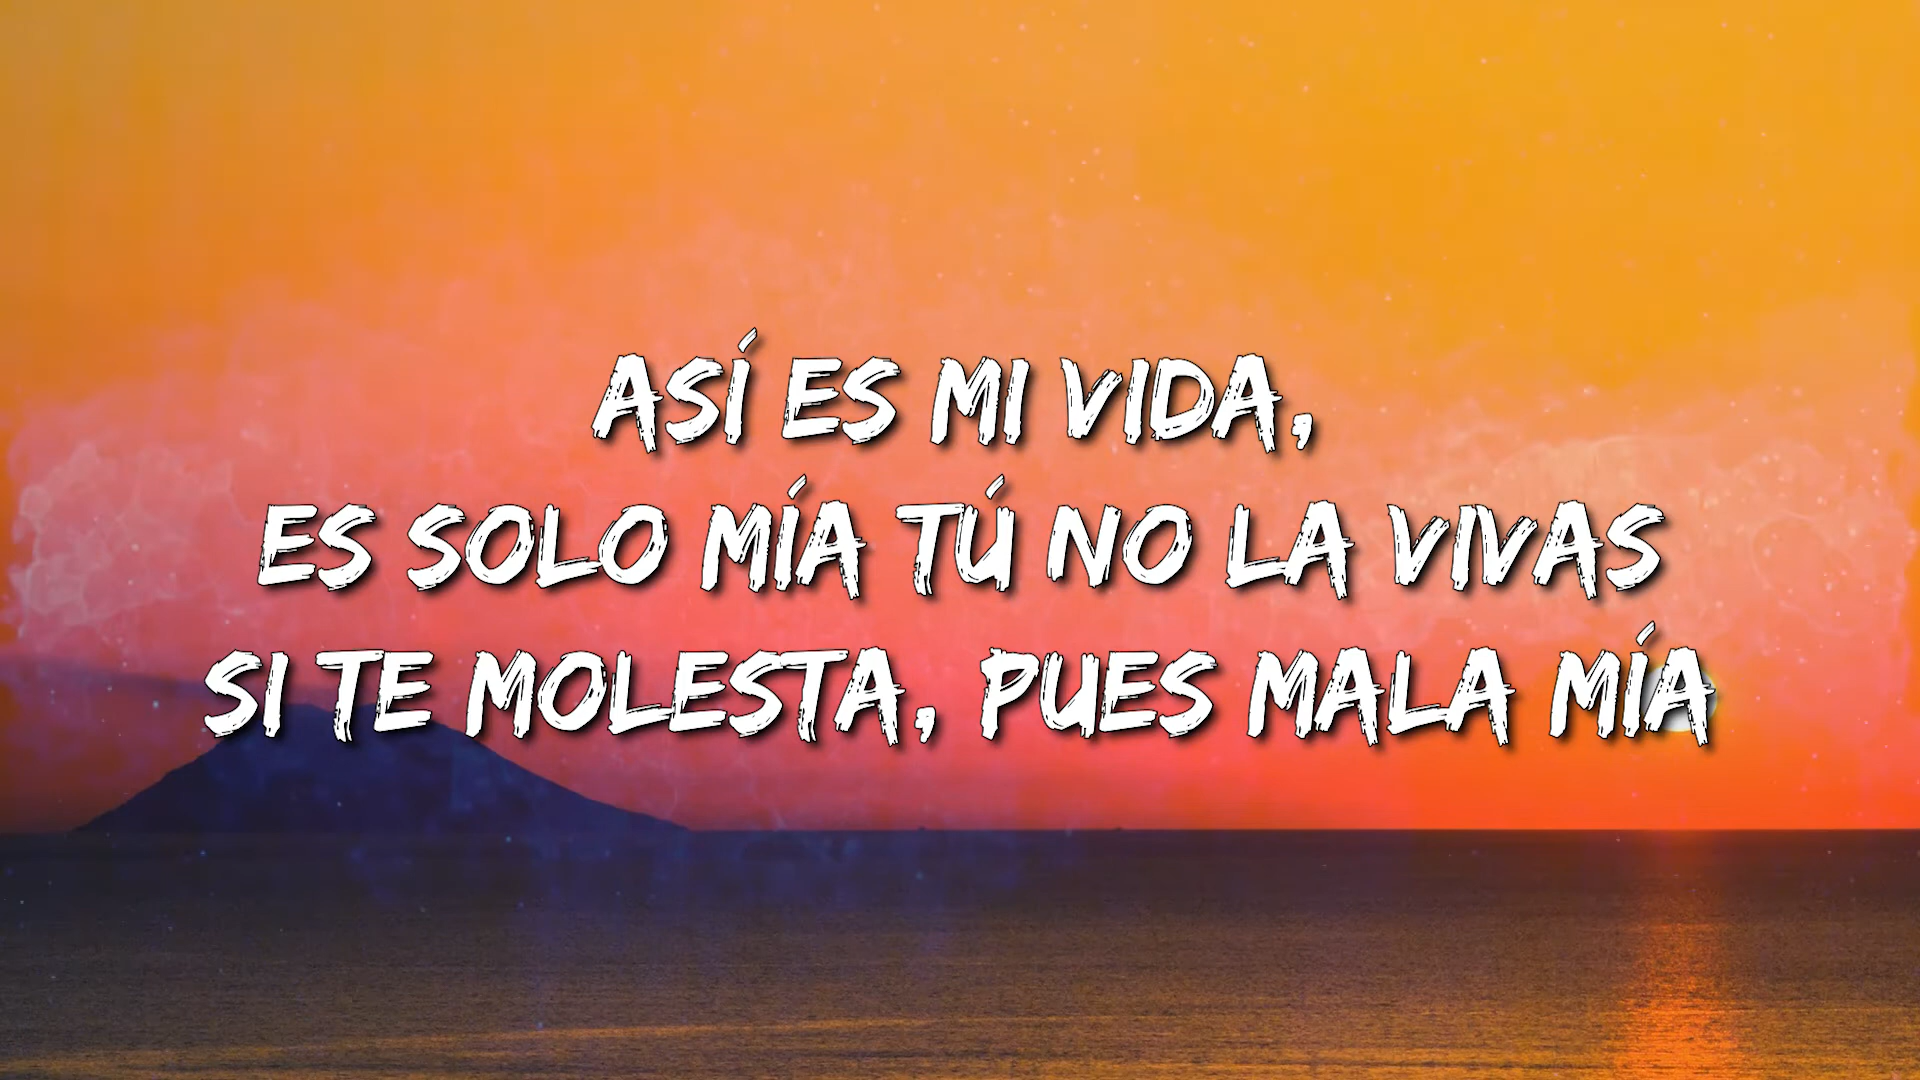 ASÍ ES MI VIDA,
ES SOLO MÍA TÚ NO LA VIVAS
SI TE MOLESTA, PUES MALA MÍA